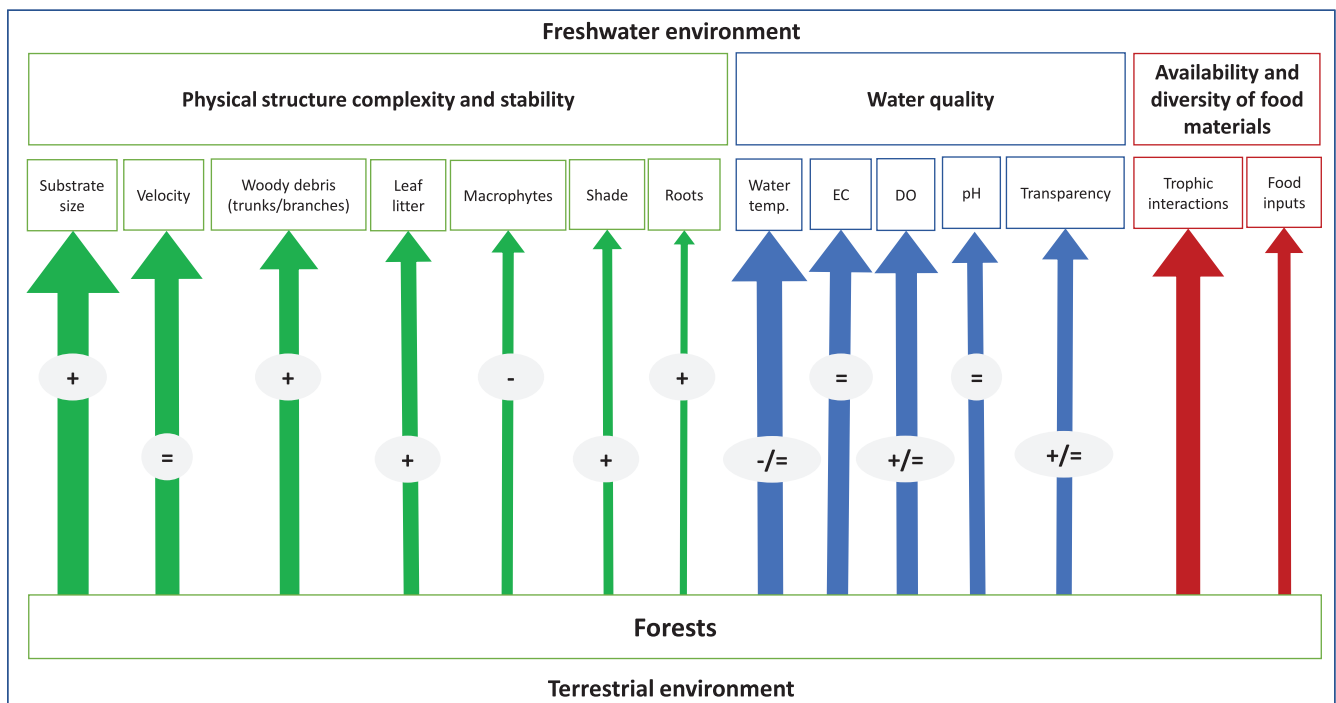 Freshwater environment
Physical structure complexity and stability
Water quality
Availability and
diversity of food
materials
Substrate
size
Velocity
Woody debris
(trunks/branches)
Leaf
litter
Macrophytes
Shade
Roots
Water
temp.
EC
DO
pH
Transparency
Trophic
interactions
Food
inputs
+
+
-
+
=
=
=
+
+
-/=
+/=
+/=
Forests
Terrestrial environment